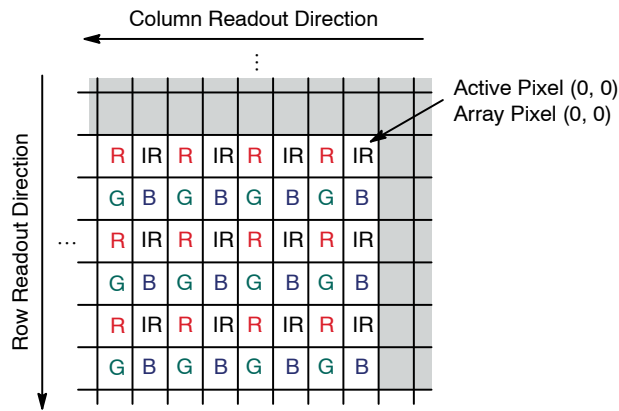 Column Readout Direction
⋮
Active Pixel (0, 0)
Array Pixel (0, 0)
Row Readout Direction
R IR R IR R IR R IR
G B G B G B G B
... R IR R IR R IR R IR
G B G B G B G B
R IR R IR R IR R IR
G B G B G B G B